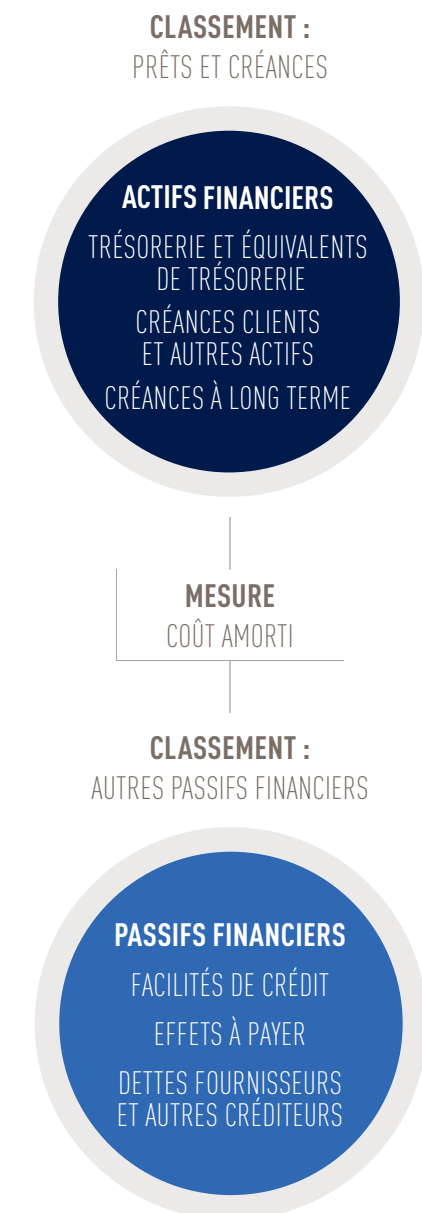 CLASSEMENT :
PRÊTS ET CRÉANCES
ACTIFS FINANCIERS
TRÉSORERIE ET ÉQUIVALENTS
DE TRÉSORERIE
CRÉANCES CLIENTS
ET AUTRES ACTIFS
CRÉANCES À LONG TERME
MESURE
COÛT AMORTI
CLASSEMENT :
AUTRES PASSIFS FINANCIERS
PASSIFS FINANCIERS
FACILITÉS DE CRÉDIT
EFFETS À PAYER
DETTES FOURNISSEURS
ET AUTRES CRÉDITEURS